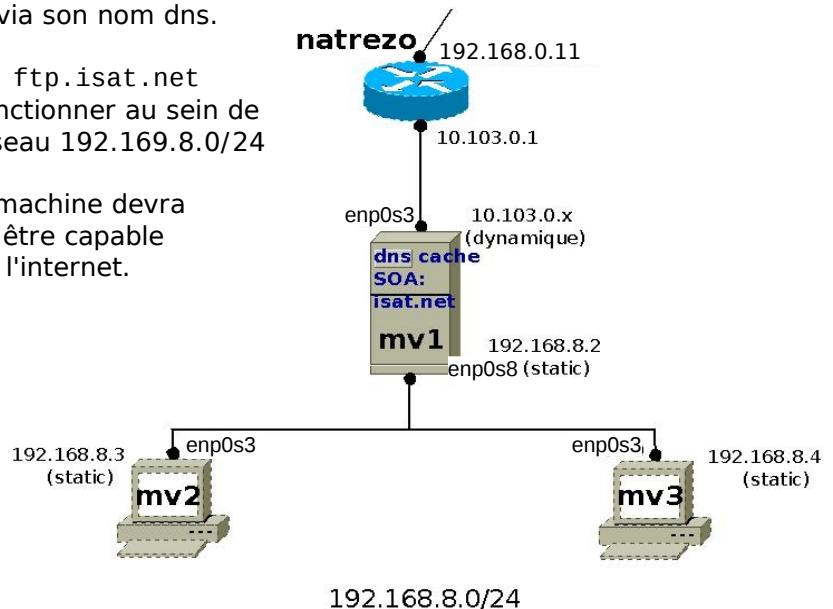 via son nom dns.
ftp.isat.net
nctionner au sein de
seau 192.169.8.0/24
machine devra
être capable
l'internet.
natrezo
192.168.0.11
10.103.0.1
enp0s3
10.103.0.x
(dynamique)
dns cache
SOA:
isat.net
mv1
192.168.8.2
enp0s8 (static)
192.168.8.3
(static)
enp0s3
mv2
enp0s3
192.168.8.4
(static)
mv3
192.168.8.0/24